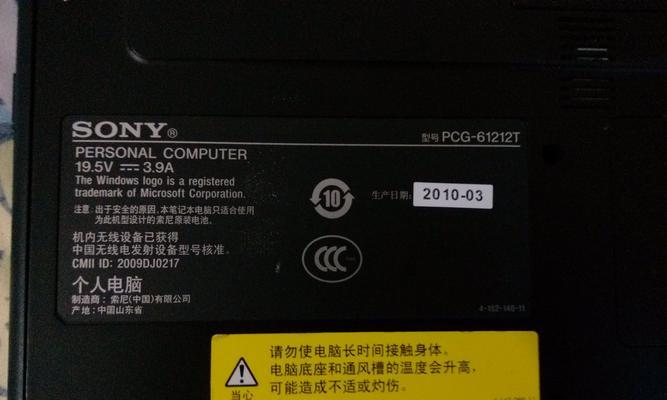 SONY®
型号 PCG-61212T
PERSONAL COMPUTER
19.5V 3.9A
The Windows logo is a registered
trademark of Microsoft Corporation.
注意: 出于安全的原因, 本笔记本电脑只适合使用
为此机型设计的索尼原装电池。
10
生产日期: 2010-03
机内无线设备已获得
中国无线电发射设备型号核准。
CMII ID: 2009DJ0217
CCC
个人电脑
制造商: 索尼(中国)有限公司
产地: 中国山东省
4-152-146-11
请勿使电脑长时间接触身体。
电脑底座和通风槽的温度会升高,
可能造成不适或灼伤。
当心